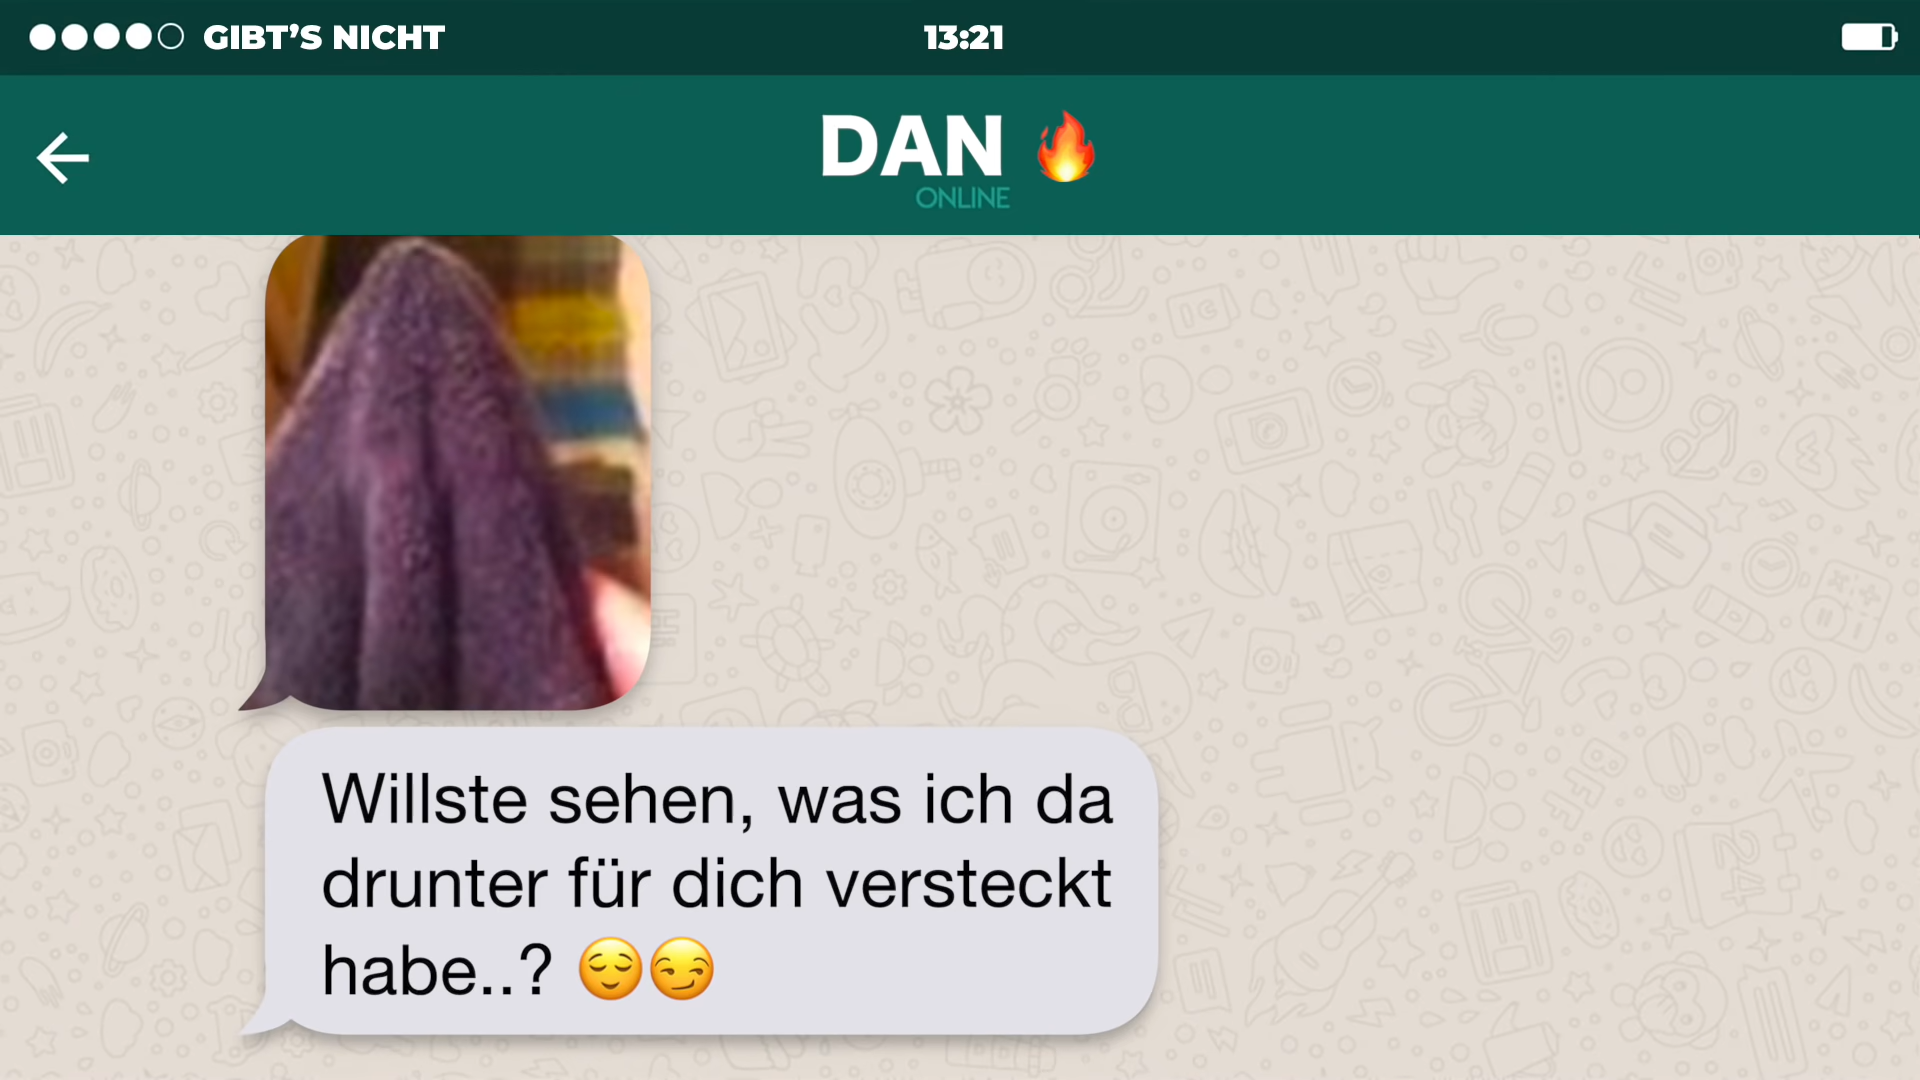 GIBT'S NICHT
13:21
DAN 🔥
ONLINE
Willste sehen, was ich da
drunter für dich versteckt
habe..? 😌😏